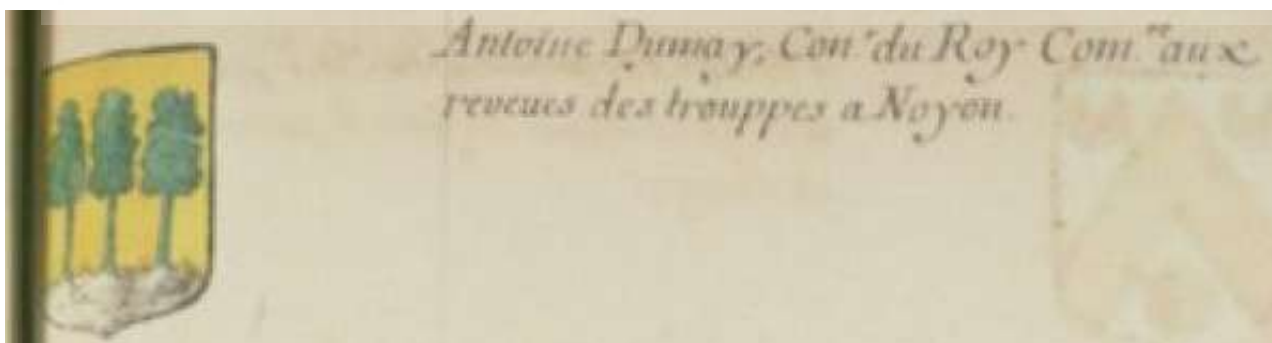 Antoine Dumay, Con.r du Roy Com.re aux
reveues des trouppes a Noyon.